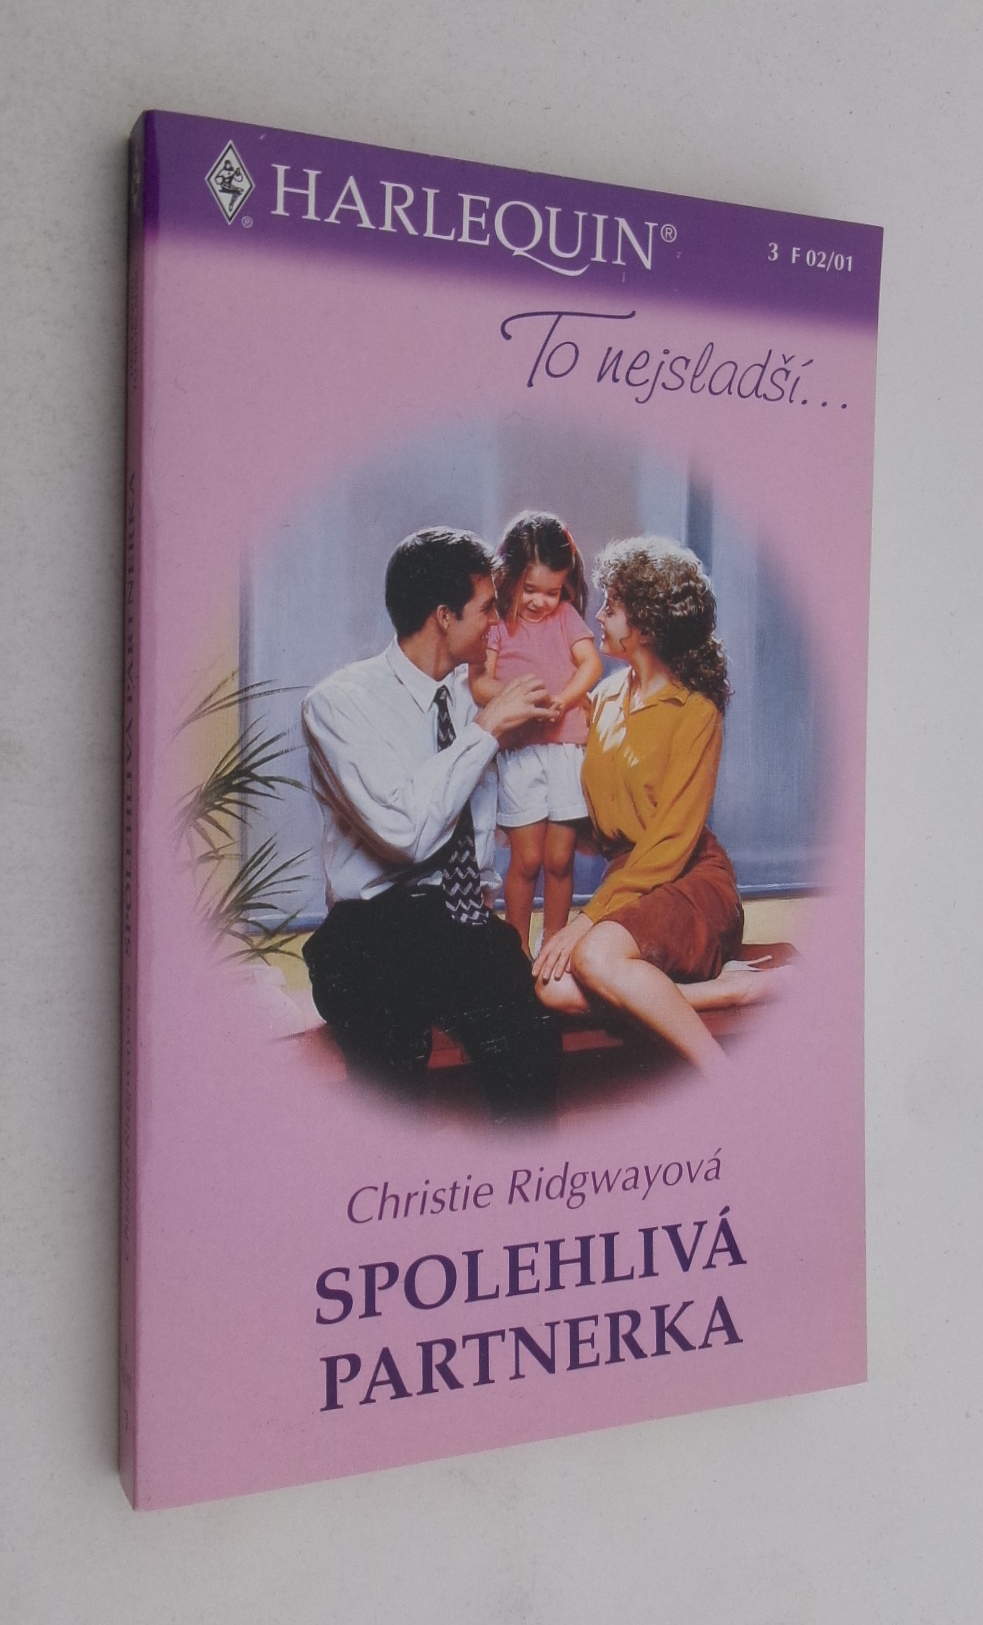 HARLEQUIN®
3 F 02/01
To nejsladší...
Christie Ridgwayová
SPOLEHLIVÁ
PARTNERKA